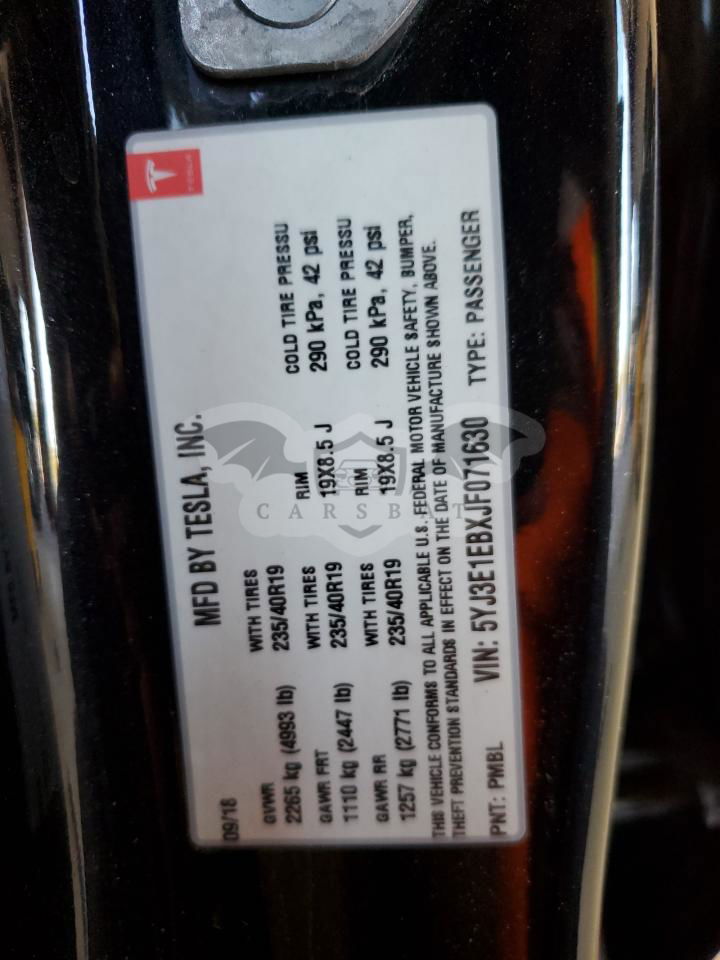 TESLA
MFD BY TESLA, INC.
09/18
GVWR WITH TIRES RIM COLD TIRE PRESSU
2265 kg (4993 lb) 235/40R19 19X8.5 J 290 kPa, 42 psi
GAWR FRT WITH TIRES RIM COLD TIRE PRESSU
1110 kg (2447 lb) 235/40R19 19X8.5 J 290 kPa, 42 psi
GAWR RR WITH TIRES
1257 kg (2771 lb) 235/40R19
THIS VEHICLE CONFORMS TO ALL APPLICABLE U.S. FEDERAL MOTOR VEHICLE SAFETY, BUMPER,
THEFT PREVENTION STANDARDS IN EFFECT ON THE DATE OF MANUFACTURE SHOWN ABOVE.
PNT: PMBL VIN: 5YJ3E1EBXJF071630 TYPE: PASSENGER
CARSBAT